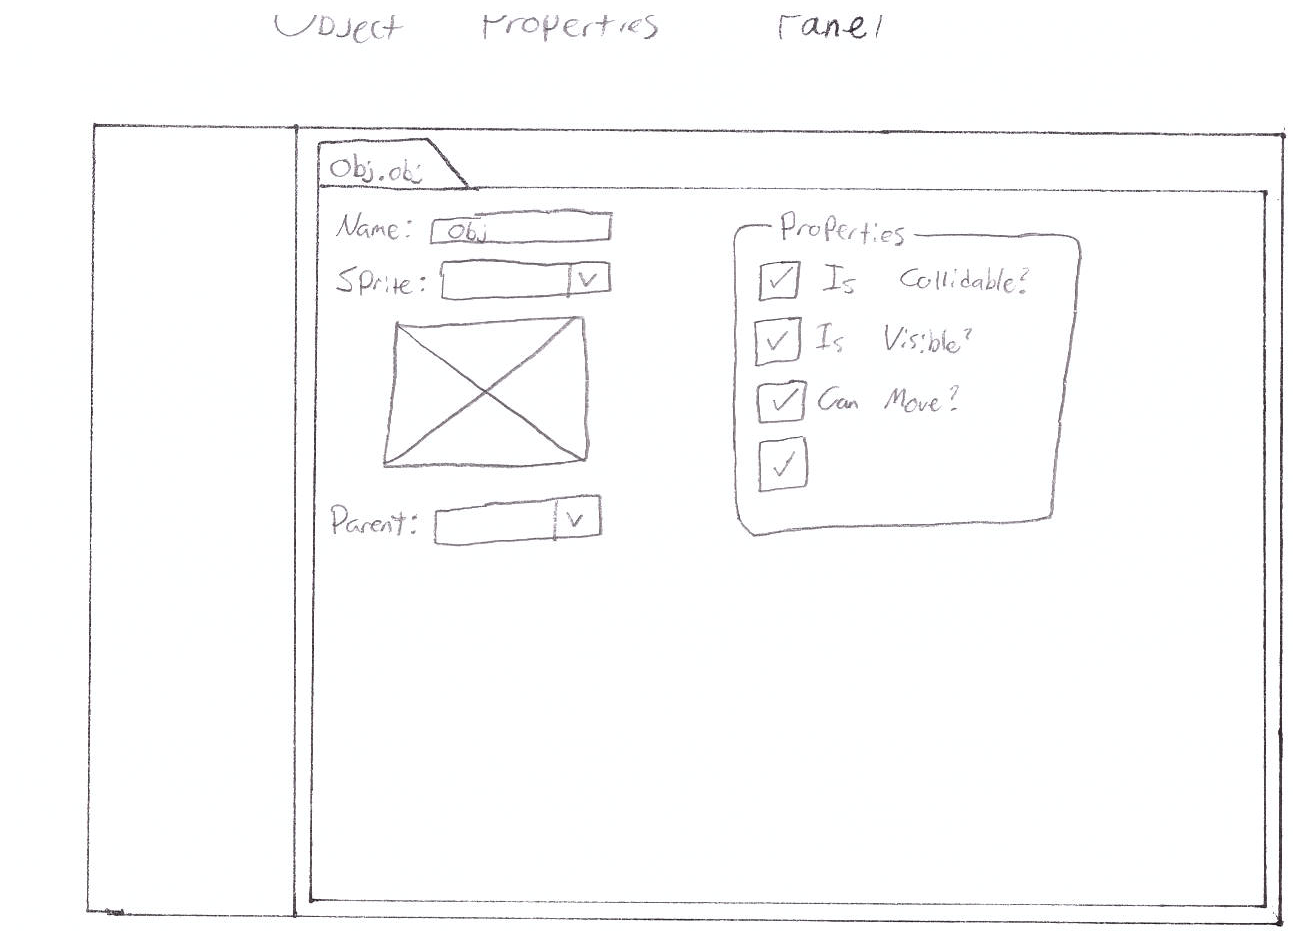 Object Properties Panel
Obj.obj
Name: Obj
Sprite:
Parent:
Properties
Is Collidable?
Is Visible?
Can Move?